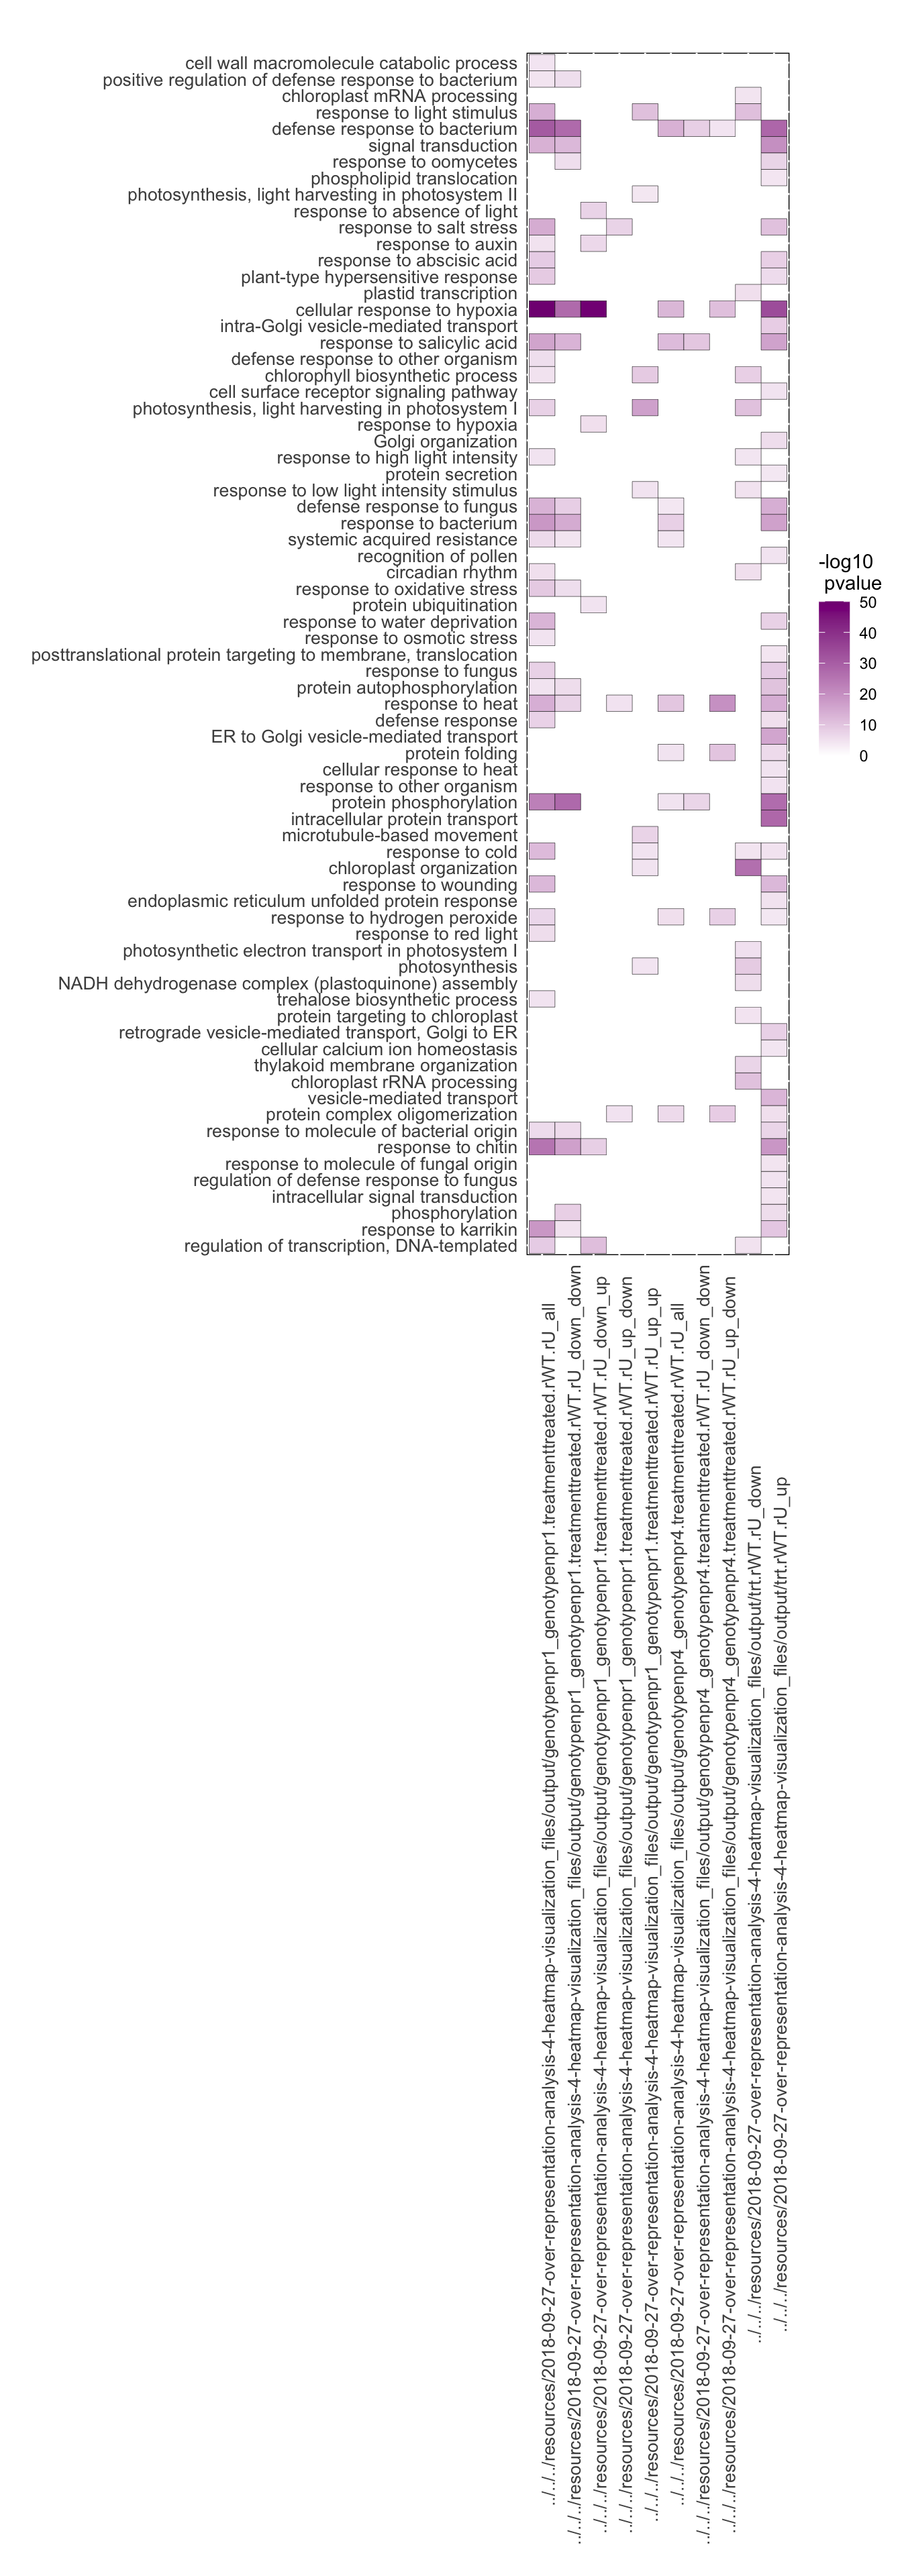 cell wall macromolecule catabolic process
positive regulation of defense response to bacterium
chloroplast mRNA processing
response to light stimulus
defense response to bacterium
signal transduction
response to oomycetes
phospholipid translocation
photosynthesis, light harvesting in photosystem II
response to absence of light
response to salt stress
response to auxin
response to abscisic acid
plant-type hypersensitive response
plastid transcription
cellular response to hypoxia
intra-Golgi vesicle-mediated transport
response to salicylic acid
defense response to other organism
chlorophyll biosynthetic process
cell surface receptor signaling pathway
photosynthesis, light harvesting in photosystem I
response to hypoxia
Golgi organization
response to high light intensity
protein secretion
response to low light intensity stimulus
defense response to fungus
response to bacterium
systemic acquired resistance
recognition of pollen
circadian rhythm
response to oxidative stress
protein ubiquitination
response to water deprivation
response to osmotic stress
posttranslational protein targeting to membrane, translocation
response to fungus
protein autophosphorylation
response to heat
defense response
ER to Golgi vesicle-mediated transport
protein folding
cellular response to heat
response to other organism
protein phosphorylation
intracellular protein transport
microtubule-based movement
response to cold
chloroplast organization
response to wounding
endoplasmic reticulum unfolded protein response
response to hydrogen peroxide
response to red light
photosynthetic electron transport in photosystem I
photosynthesis
NADH dehydrogenase complex (plastoquinone) assembly
trehalose biosynthetic process
protein targeting to chloroplast
retrograde vesicle-mediated transport, Golgi to ER
cellular calcium ion homeostasis
thylakoid membrane organization
chloroplast rRNA processing
vesicle-mediated transport
protein complex oligomerization
response to molecule of bacterial origin
response to chitin
response to molecule of fungal origin
regulation of defense response to fungus
intracellular signal transduction
phosphorylation
response to karrikin
regulation of transcription, DNA-templated
-log10
pvalue
50
40
30
20
10
0
../../../resources/2018-09-27-over-representation-analysis-4-heatmap-visualization_files/output/genotypenpr1_genotypenpr1.treatmenttreated.rWT.rU_all
../../../resources/2018-09-27-over-representation-analysis-4-heatmap-visualization_files/output/genotypenpr1_genotypenpr1.treatmenttreated.rWT.rU_down_down
../../../resources/2018-09-27-over-representation-analysis-4-heatmap-visualization_files/output/genotypenpr1_genotypenpr1.treatmenttreated.rWT.rU_down_up
../../../resources/2018-09-27-over-representation-analysis-4-heatmap-visualization_files/output/genotypenpr1_genotypenpr1.treatmenttreated.rWT.rU_up_down
../../../resources/2018-09-27-over-representation-analysis-4-heatmap-visualization_files/output/genotypenpr1_genotypenpr1.treatmenttreated.rWT.rU_up_up
../../../resources/2018-09-27-over-representation-analysis-4-heatmap-visualization_files/output/genotypenpr4_genotypenpr4.treatmenttreated.rWT.rU_all
../../../resources/2018-09-27-over-representation-analysis-4-heatmap-visualization_files/output/genotypenpr4_genotypenpr4.treatmenttreated.rWT.rU_down_down
../../../resources/2018-09-27-over-representation-analysis-4-heatmap-visualization_files/output/genotypenpr4_genotypenpr4.treatmenttreated.rWT.rU_up_down
../../../resources/2018-09-27-over-representation-analysis-4-heatmap-visualization_files/output/trt.rWT.rU_down
../../../resources/2018-09-27-over-representation-analysis-4-heatmap-visualization_files/output/trt.rWT.rU_up